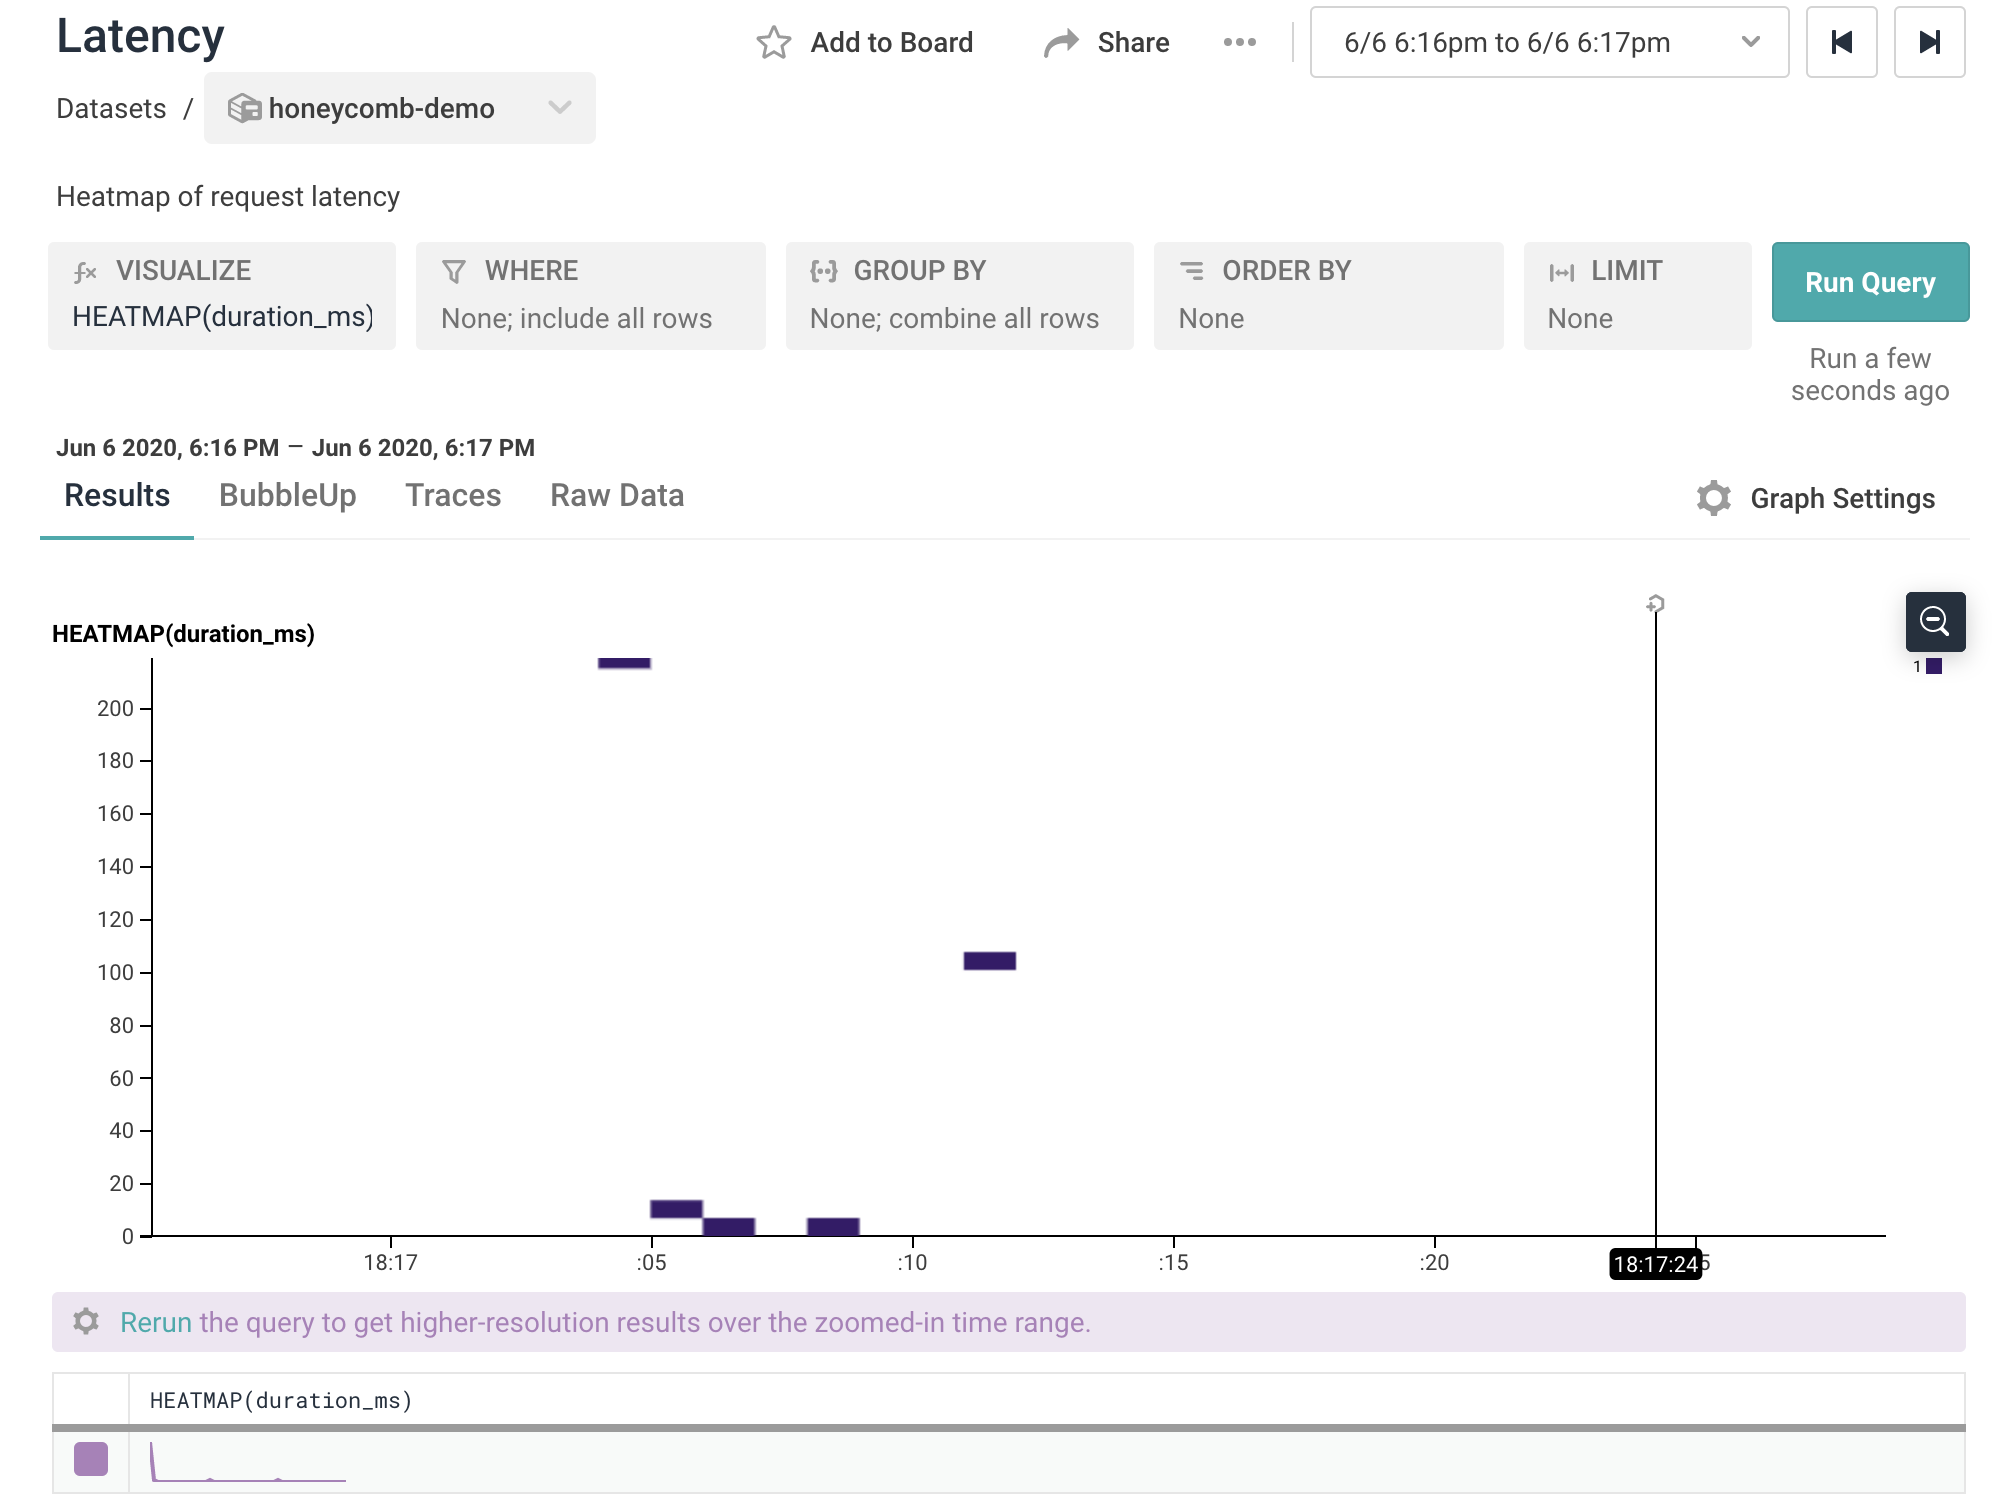 Latency
Add to Board
Share
6/6 6:16pm to 6/6 6:17pm
Datasets / honeycomb-demo
Heatmap of request latency
VISUALIZE
HEATMAP(duration_ms)
WHERE
None; include all rows
GROUP BY
None; combine all rows
ORDER BY
None
LIMIT
None
Run Query
Run a few
seconds ago
Jun 6 2020, 6:16 PM – Jun 6 2020, 6:17 PM
Results
BubbleUp
Traces
Raw Data
Graph Settings
HEATMAP(duration_ms)
1
200
180
160
140
120
100
80
60
40
20
0
18:17
:05
:10
:15
:20
18:17:24
5
Rerun the query to get higher-resolution results over the zoomed-in time range.
HEATMAP(duration_ms)